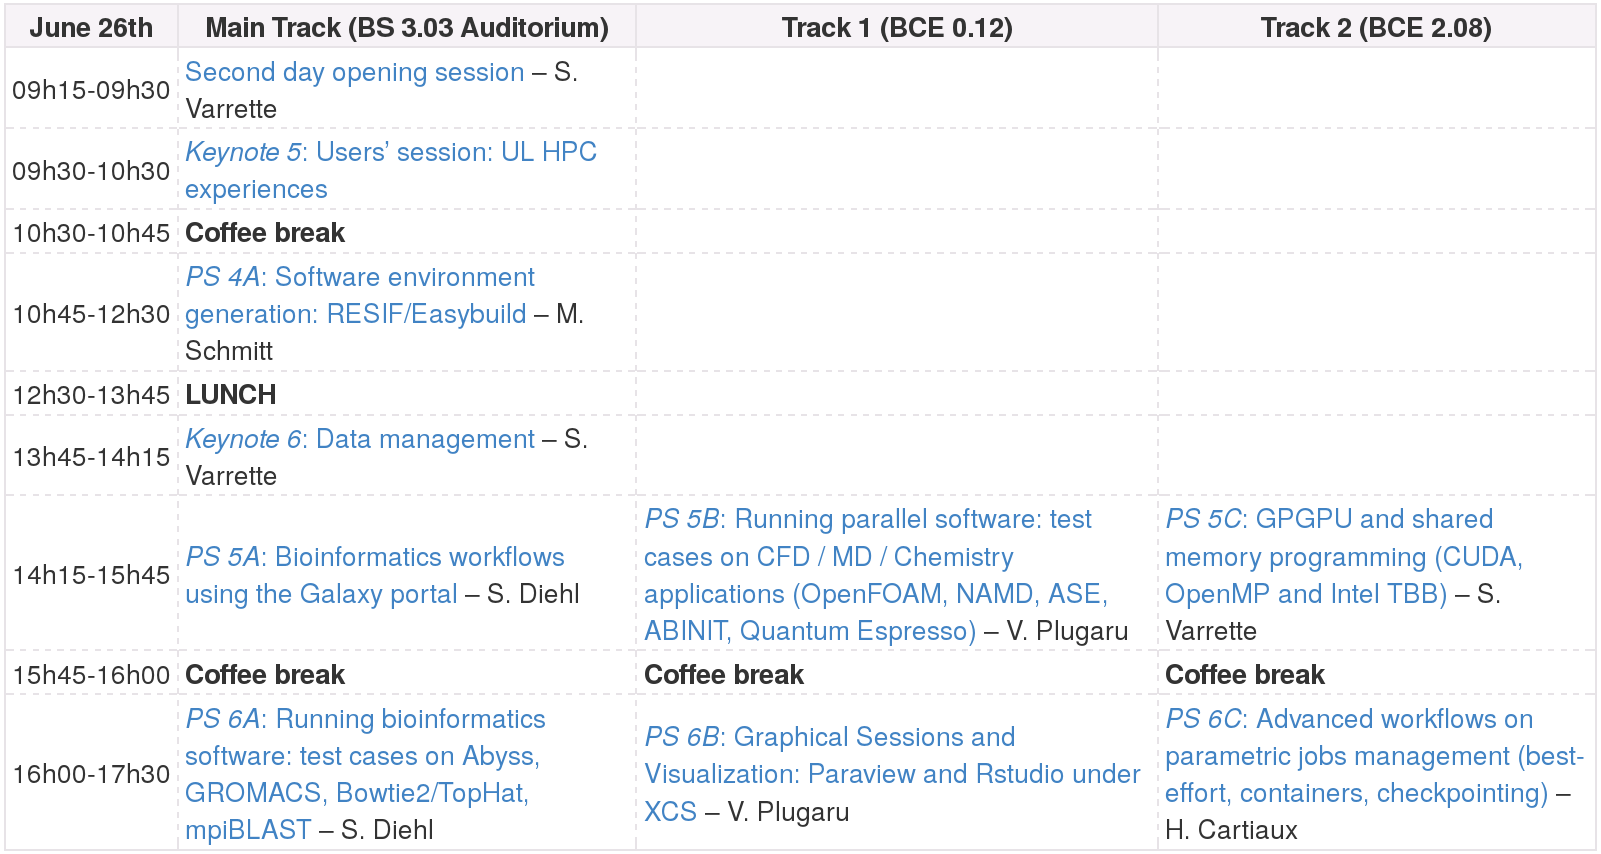 June 26th
Main Track (BS 3.03 Auditorium)
Track 1 (BCE 0.12)
Track 2 (BCE 2.08)
09h15-09h30
Second day opening session – S.
Varrette
09h30-10h30
Keynote 5: Users’ session: UL HPC
experiences
10h30-10h45
Coffee break
10h45-12h30
PS 4A: Software environment
generation: RESIF/Easybuild – M.
Schmitt
12h30-13h45
LUNCH
13h45-14h15
Keynote 6: Data management – S.
Varrette
14h15-15h45
PS 5A: Bioinformatics workflows
using the Galaxy portal – S. Diehl
PS 5B: Running parallel software: test
cases on CFD / MD / Chemistry
applications (OpenFOAM, NAMD, ASE,
ABINIT, Quantum Espresso) – V. Plugaru
PS 5C: GPGPU and shared
memory programming (CUDA,
OpenMP and Intel TBB) – S.
Varrette
15h45-16h00
Coffee break
Coffee break
Coffee break
16h00-17h30
PS 6A: Running bioinformatics
software: test cases on Abyss,
GROMACS, Bowtie2/TopHat,
mpiBLAST – S. Diehl
PS 6B: Graphical Sessions and
Visualization: Paraview and Rstudio under
XCS – V. Plugaru
PS 6C: Advanced workflows on
parametric jobs management (best-
effort, containers, checkpointing) –
H. Cartiaux